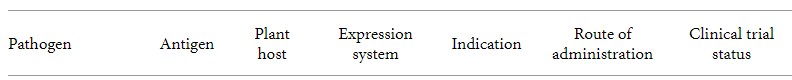 Pathogen Antigen Plant host Expression system Indication Route of administration Clinical trial status